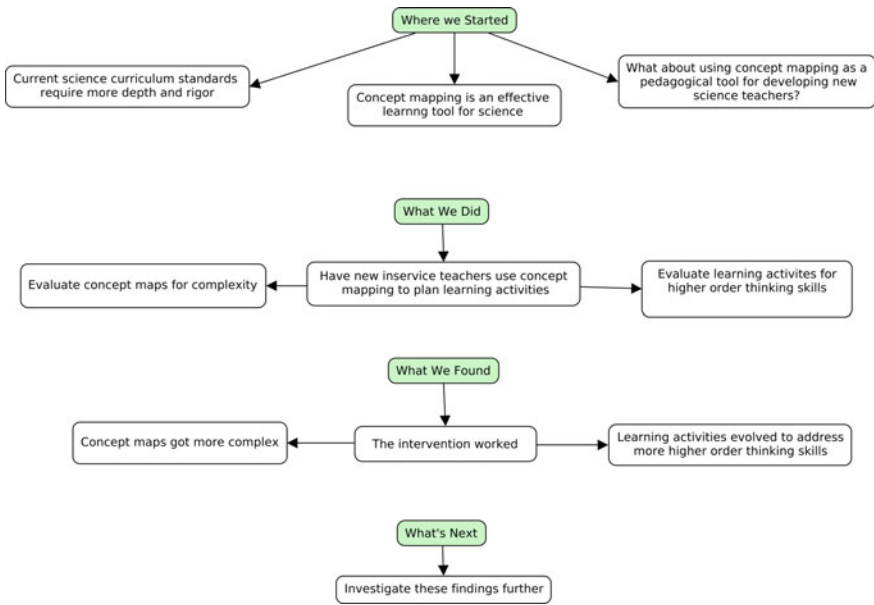 Where we Started
Current science curriculum standards
require more depth and rigor
Concept mapping is an effective
learnng tool for science
What about using concept mapping as a
pedagogical tool for developing new
science teachers?
What We Did
Evaluate concept maps for complexity
Have new inservice teachers use concept
mapping to plan learning activities
Evaluate learning activites for
higher order thinking skills
What We Found
Concept maps got more complex
The intervention worked
Learning activities evolved to address
more higher order thinking skills
What's Next
Investigate these findings further